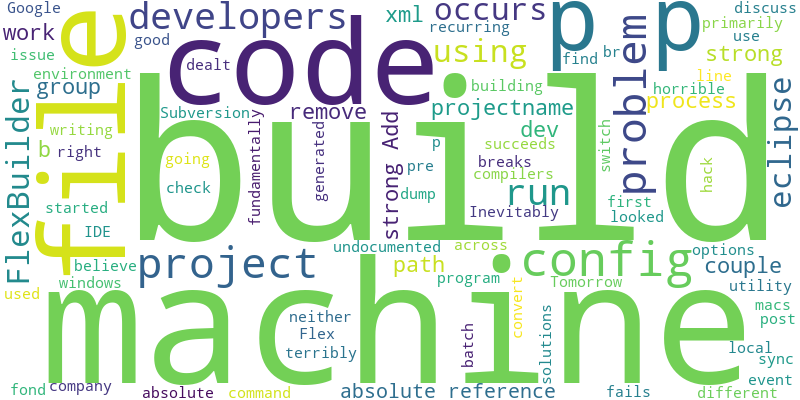 Google
developers
occurs
p p
discuss
work
good
xml
recurring
primarily
issue
file
code
using
find
br
use
environment
dealt
problem
strong
group
building
line
horrible
FlexBuilder
Subversion
remove
projectname
process
eclipse
writing
fundamentally
generated
strong Add
p
dev
succeeds
switch
b
right
going
build
pre
breaks
compilers
hack
check
dump
run
started
Inevitably
first
looked
IDE
undocumented
across
options
believe
project
path
config
couple
used
windows
program
Tomorrow
utility
machine
neither
convert
macs
Flex
batch
solutions
post
terribly
local
sync
fond
company
absolute
command
absolute reference
fails
event
different